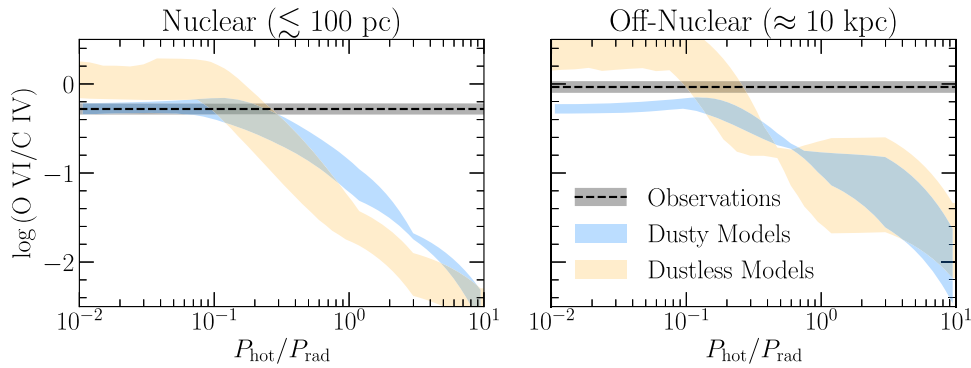 Nuclear (≲ 100 pc)
Off-Nuclear (≈ 10 kpc)
log (O VI/C IV)
0
−1
−2
Observations
Dusty Models
Dustless Models
10⁻² 10⁻¹ 10⁰ 10¹
10⁻² 10⁻¹ 10⁰ 10¹
P_hot/P_rad
P_hot/P_rad